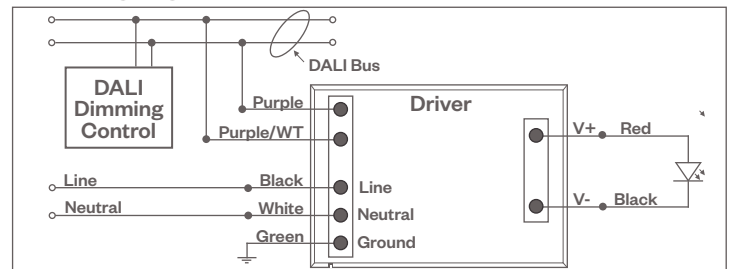 DALI Bus
DALI
Dimming
Control
Driver
Purple
Purple/WT
V+ Red
Line Black Line
V- Black
Neutral White Neutral
Green Ground